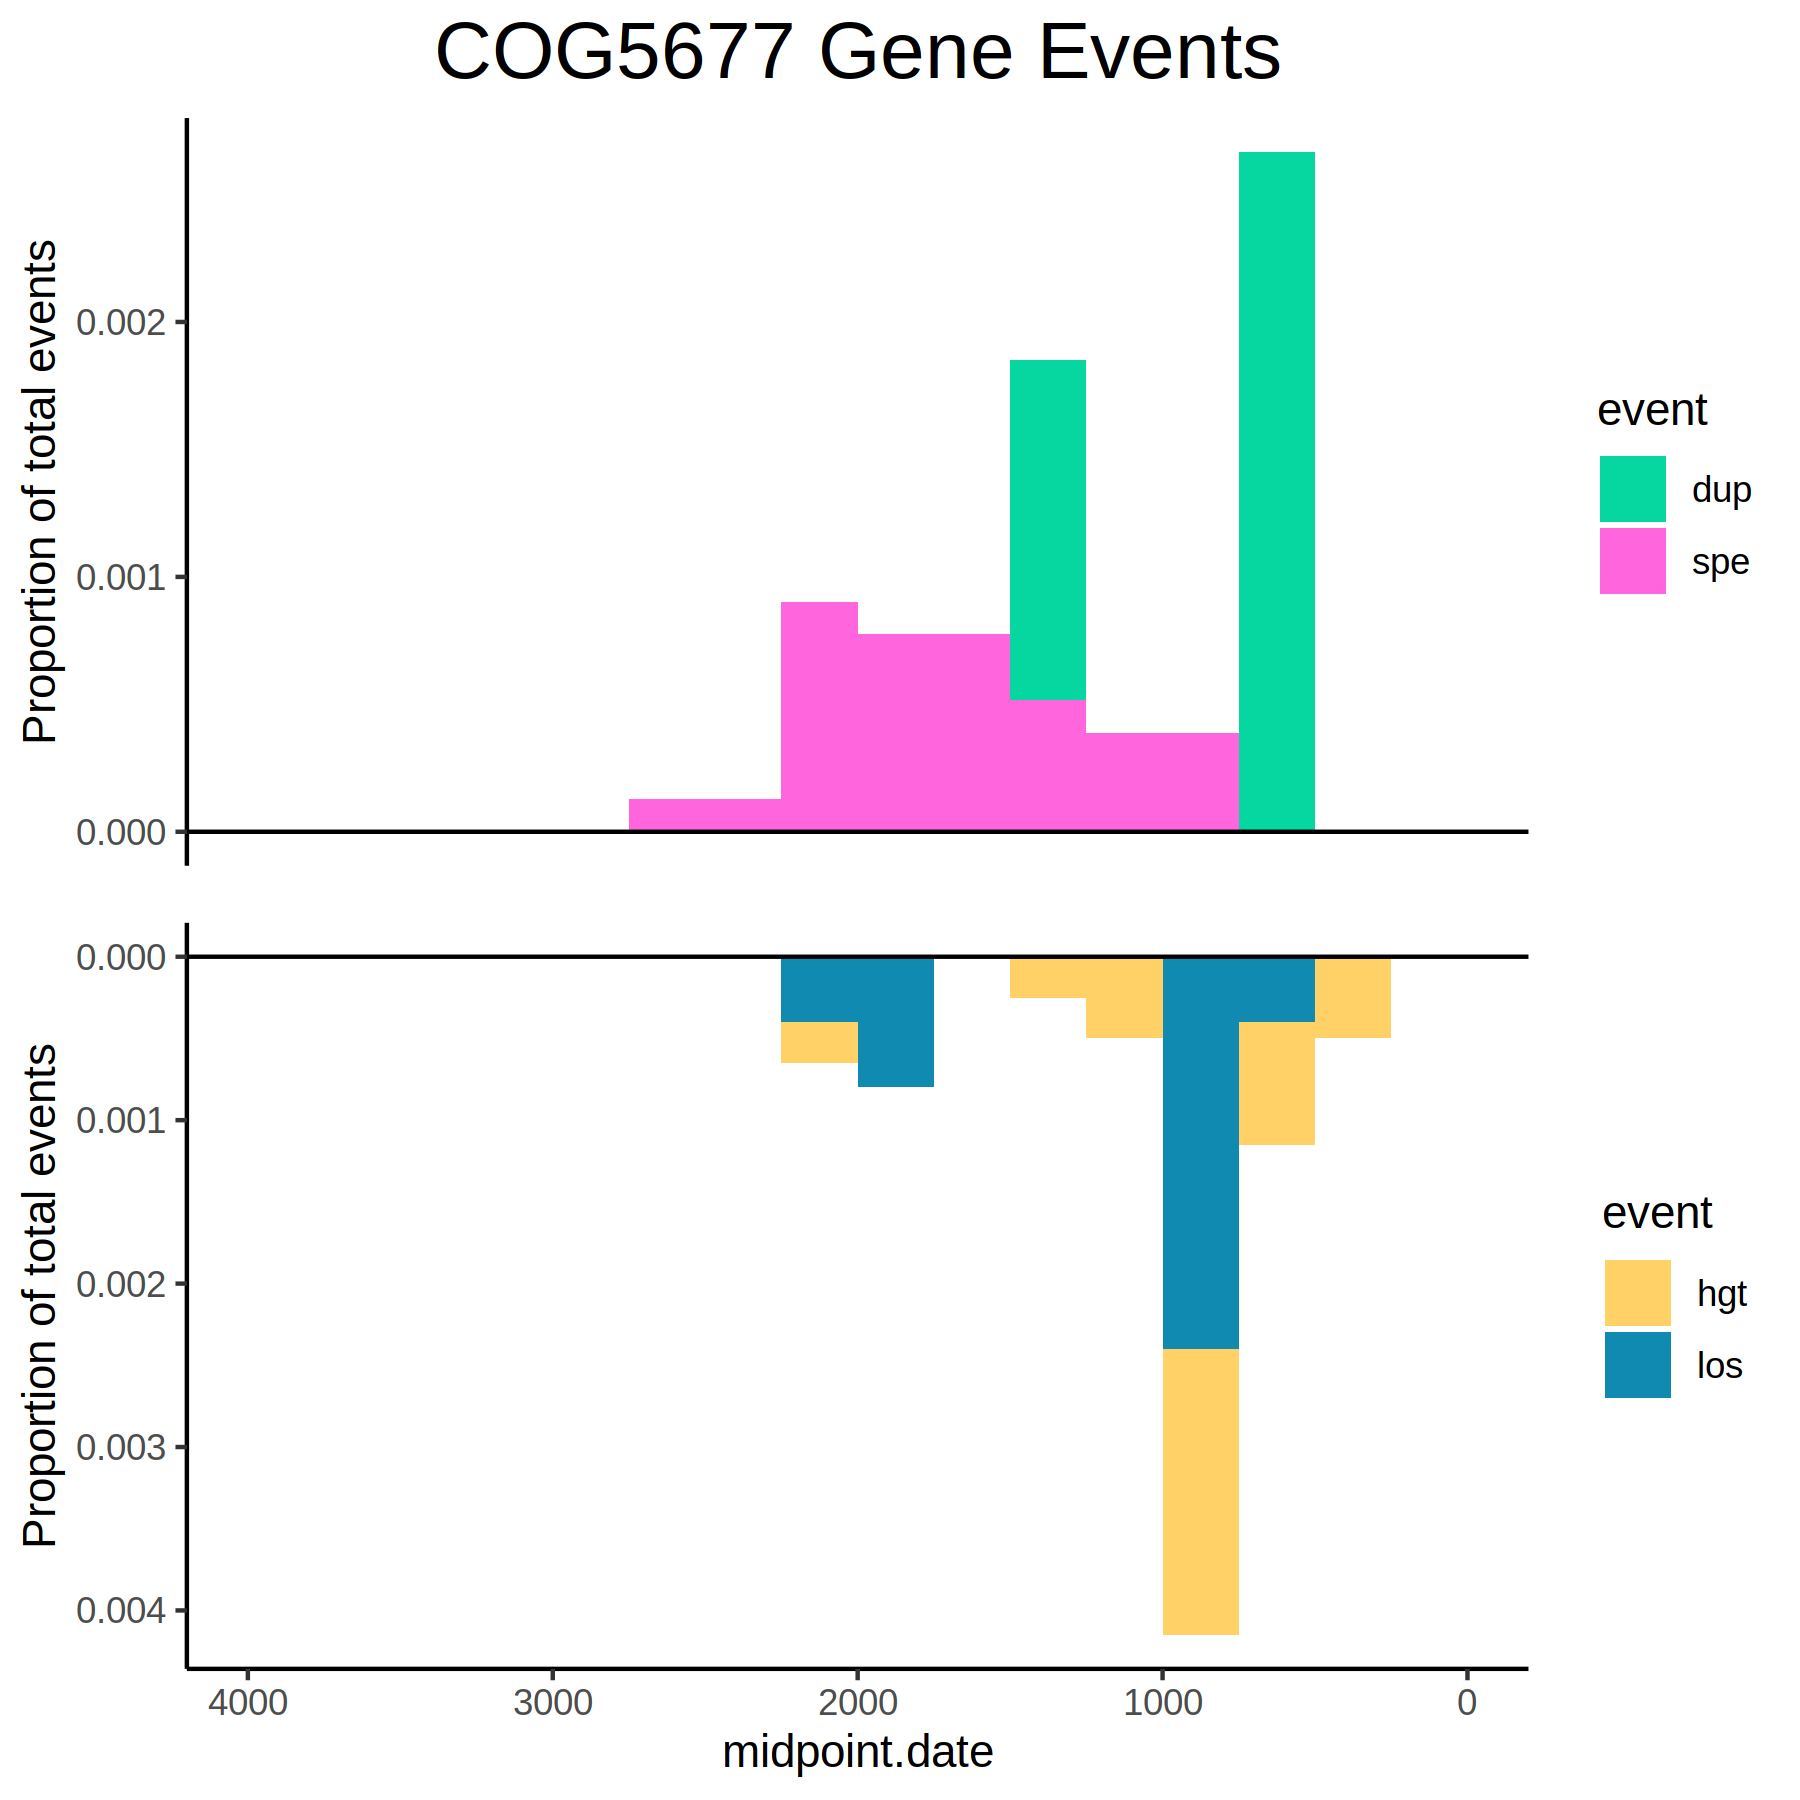 COG5677 Gene Events
Proportion of total events
0.002
0.001
0.000
event
dup
spe
Proportion of total events
0.000
0.001
0.002
0.003
0.004
event
hgt
los
4000 3000 2000 1000 0
midpoint.date